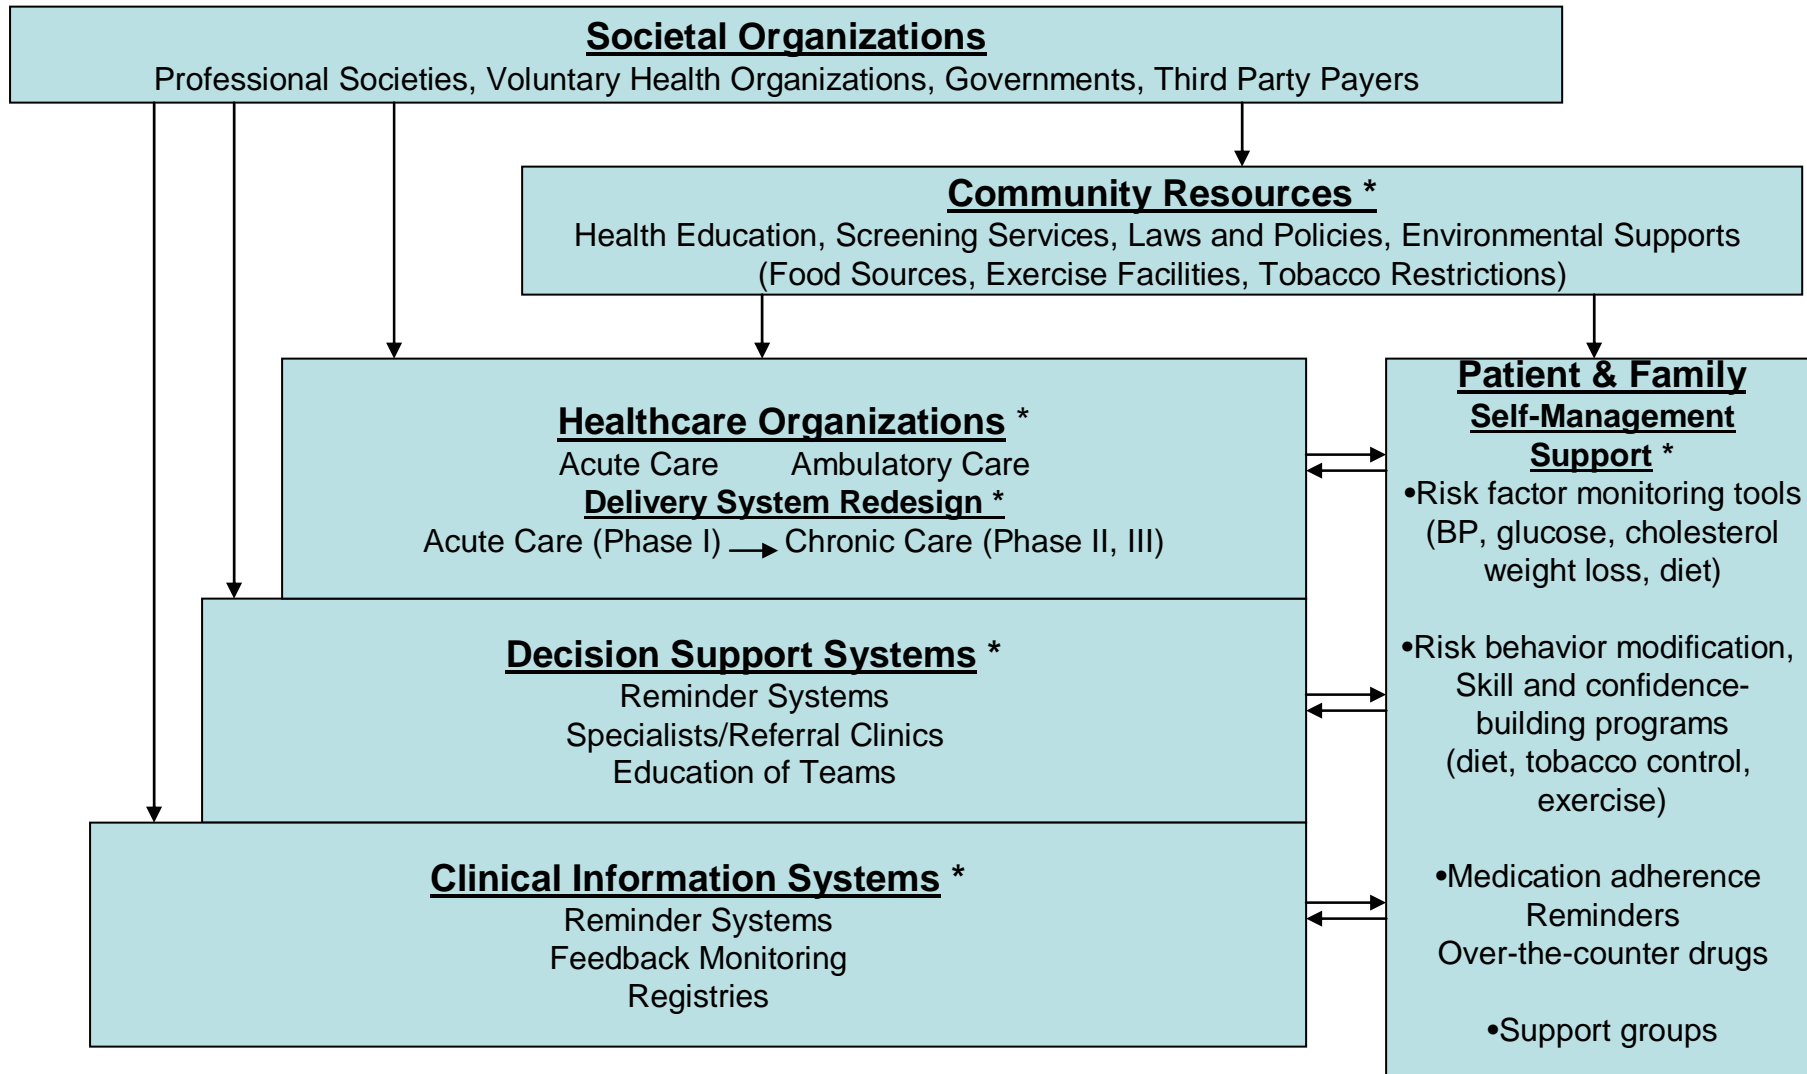 Societal Organizations
Professional Societies, Voluntary Health Organizations, Governments, Third Party Payers
Community Resources *
Health Education, Screening Services, Laws and Policies, Environmental Supports
(Food Sources, Exercise Facilities, Tobacco Restrictions)
Healthcare Organizations *
Acute Care Ambulatory Care
Delivery System Redesign *
Acute Care (Phase I) → Chronic Care (Phase II, III)
Decision Support Systems *
Reminder Systems
Specialists/Referral Clinics
Education of Teams
Clinical Information Systems *
Reminder Systems
Feedback Monitoring
Registries
Patient & Family
Self-Management
Support *
•Risk factor monitoring tools
(BP, glucose, cholesterol
weight loss, diet)
•Risk behavior modification,
Skill and confidence-
building programs
(diet, tobacco control,
exercise)
•Medication adherence
Reminders
Over-the-counter drugs
•Support groups